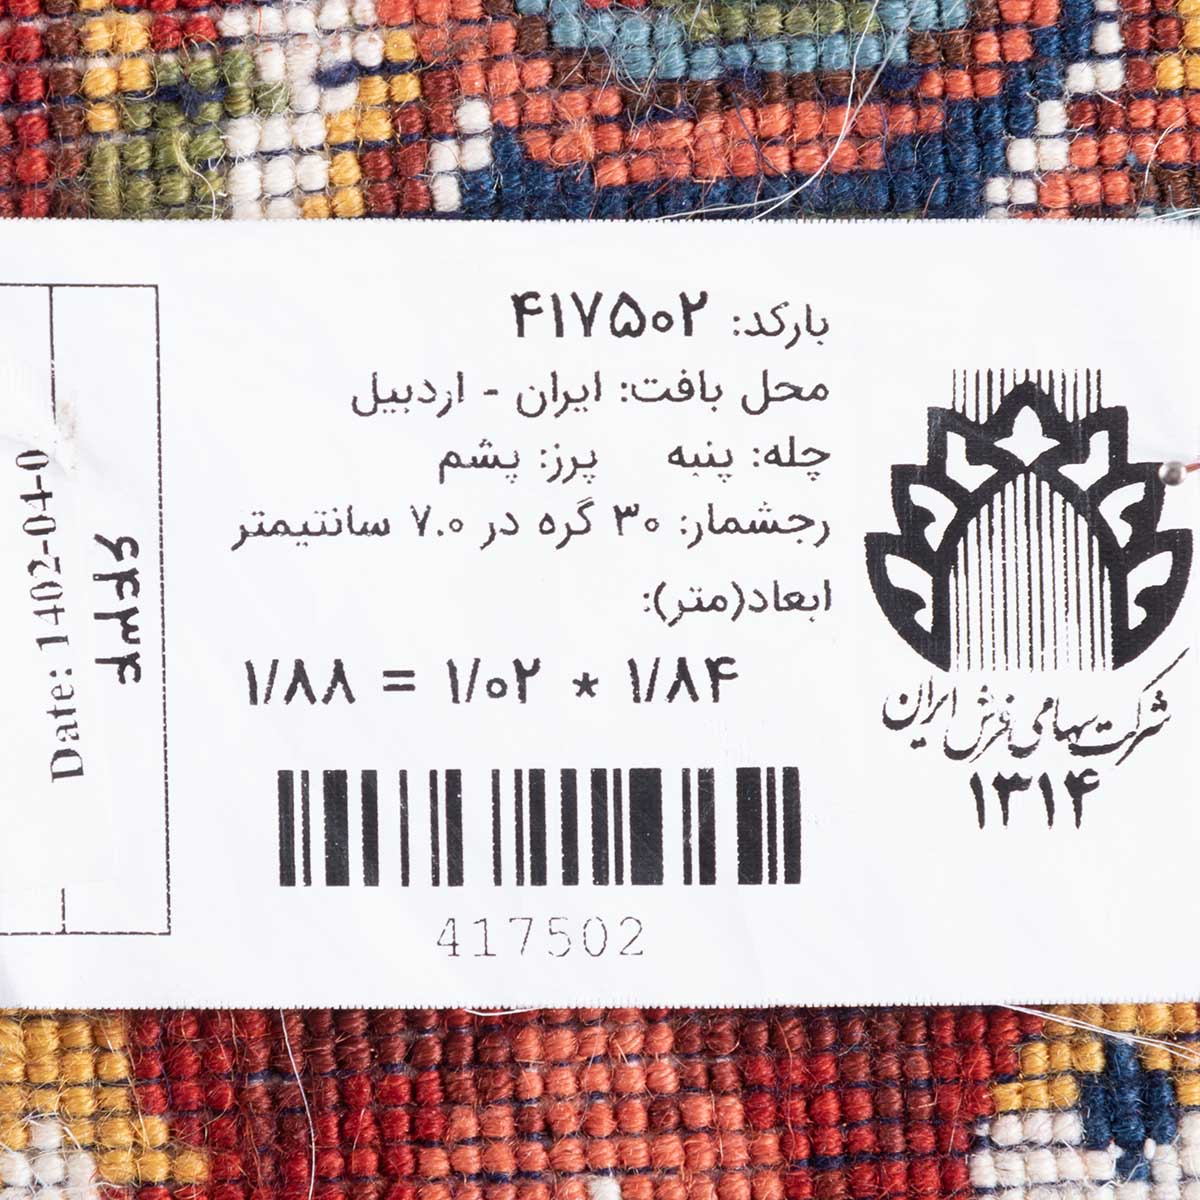 بارکد: ۴۱۷۵۰۲
محل بافت: ایران - اردبیل
چله: پنبه پرز: پشم
رجشمار: ۳۰ گره در ۷.۰ سانتیمتر
ابعاد(متر):
۱/۸۸ = ۱/۰۲ * ۱/۸۴
417502
شرکت سهامی فرش ایران
۱۳۱۴
Date: 1402-04-0
۶۴۳۴